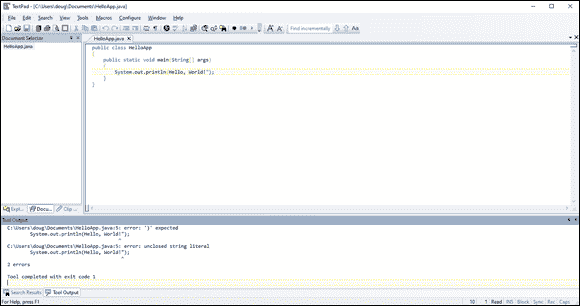 TextPad - [C:\Users\doug\Documents\HelloApp.java]
File Edit Search View Tools Macros Configure Window Help
Find incrementally
Document Selector
HelloApp.java
HelloApp.java
public class HelloApp
{
public static void main(String[] args)
{
System.out.println(Hello, World!");
}
}
Expl... Docu... Clip ...
Tool Output
C:\Users\doug\Documents\HelloApp.java:5: error: ')' expected
System.out.println(Hello, World!");
^
C:\Users\doug\Documents\HelloApp.java:5: error: unclosed string literal
System.out.println(Hello, World!");
^
2 errors
Tool completed with exit code 1
Search Results Tool Output
For Help, press F1 10 1 Read INS Block Sync Rec Caps